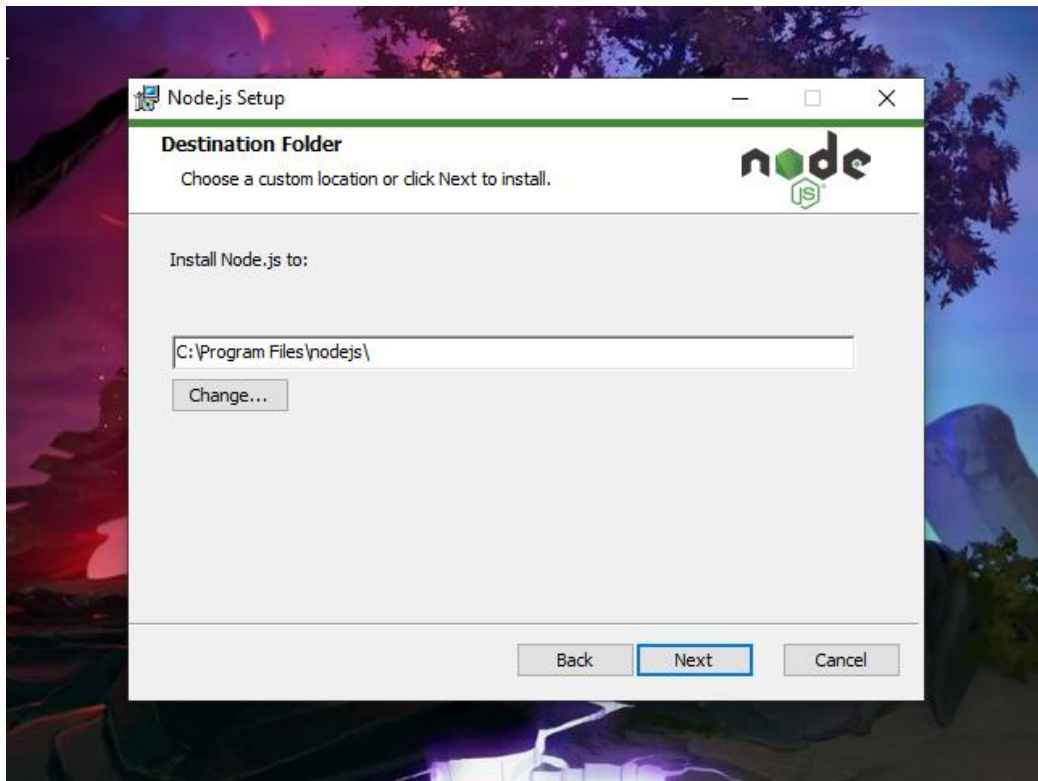 Node.js Setup
Destination Folder
Choose a custom location or click Next to install.
node
JS
Install Node.js to:
C:\Program Files\nodejs\
Change...
Back Next Cancel